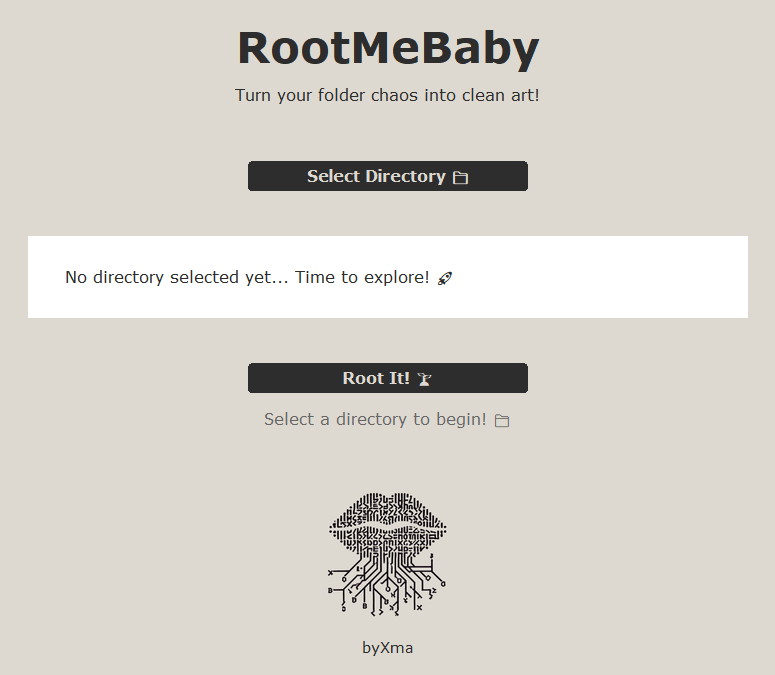 RootMeBaby
Turn your folder chaos into clean art!
Select Directory
No directory selected yet... Time to explore!
Root It!
Select a directory to begin!
byXma